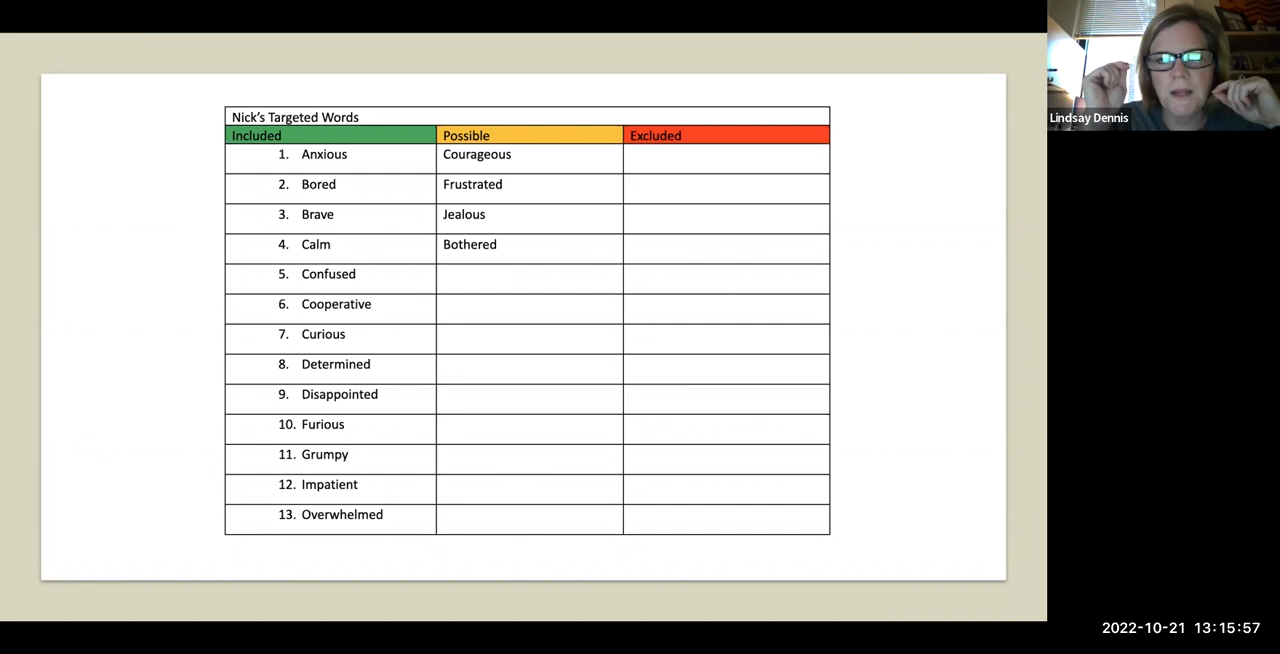 Nick's Targeted Words
Included Possible Excluded
1. Anxious Courageous
2. Bored Frustrated
3. Brave Jealous
4. Calm Bothered
5. Confused
6. Cooperative
7. Curious
8. Determined
9. Disappointed
10. Furious
11. Grumpy
12. Impatient
13. Overwhelmed
Lindsay Dennis
2022-10-21 13:15:57